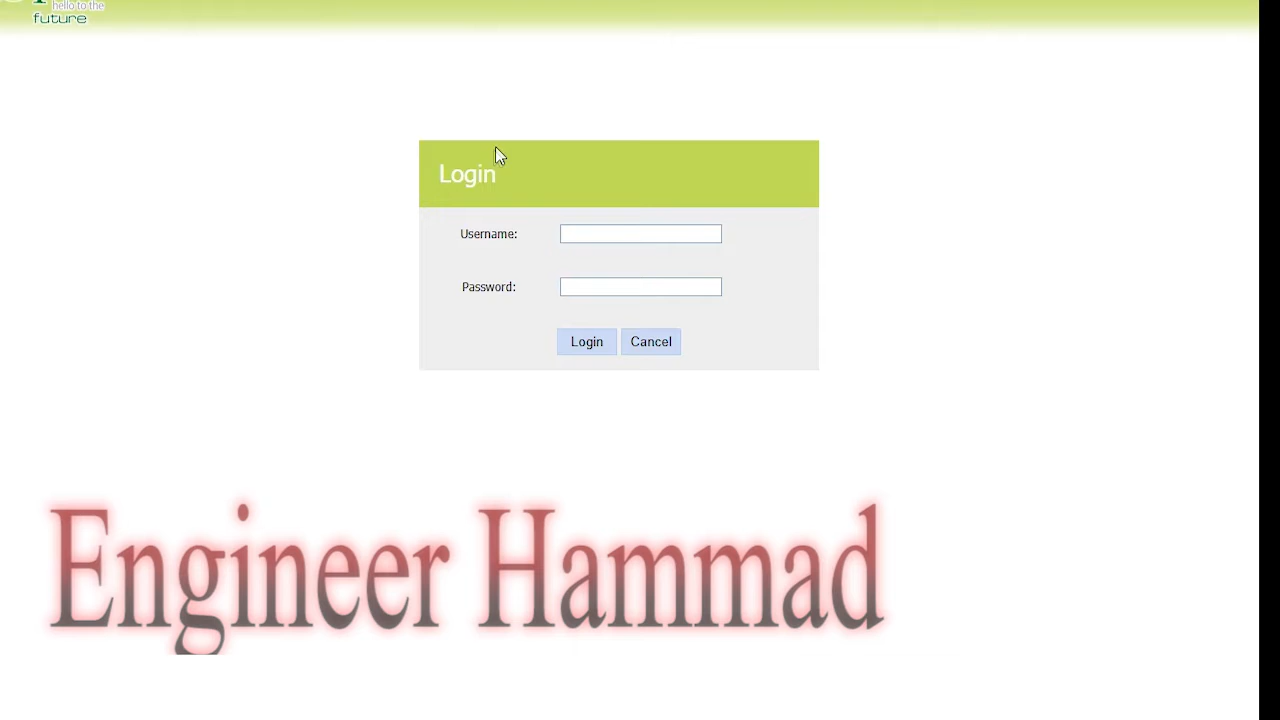 hello to the
future
Login
Username:
Password:
Login Cancel
Engineer Hammad